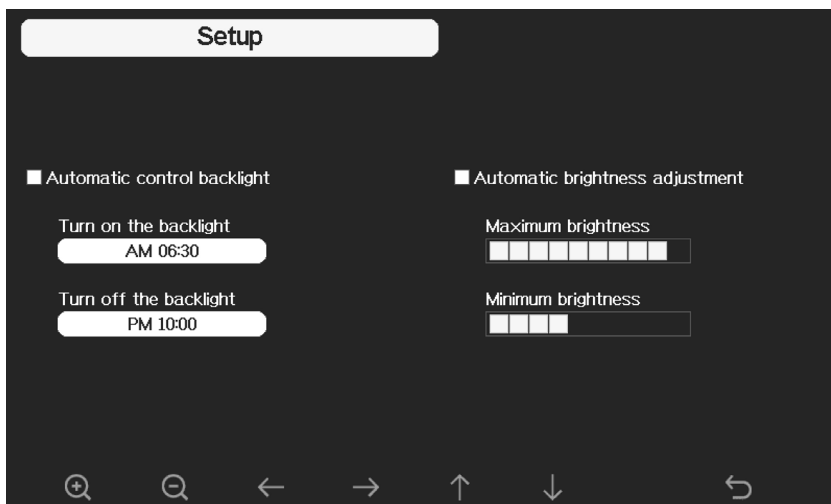 Setup
Automatic control backlight
Turn on the backlight
AM 06:30
Turn off the backlight
PM 10:00
Automatic brightness adjustment
Maximum brightness
Minimum brightness